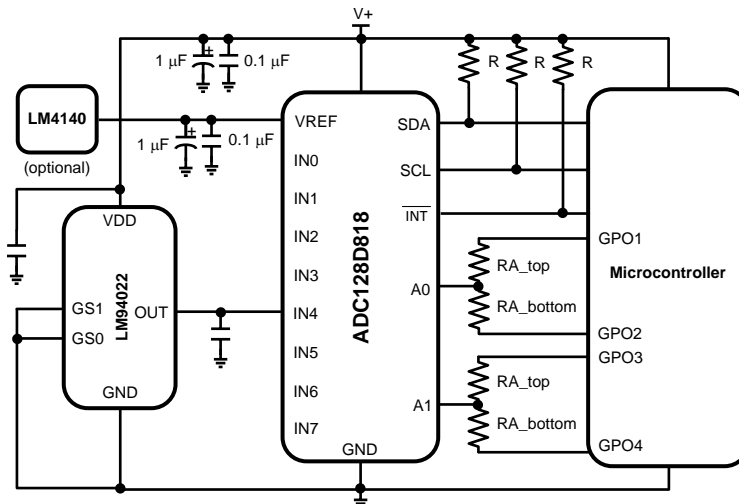 V+
1 µF + 0.1 µF R R R
LM4140
(optional)
1 µF + 0.1 µF
VREF
IN0
IN1
IN2
IN3
IN4
IN5
IN6
IN7
ADC128D818
SDA
SCL
INT
A0
A1
GND
VDD
GS1
GS0
LM94022
OUT
GND
GPO1
RA_top
RA_bottom
GPO2
GPO3
RA_top
RA_bottom
GPO4
Microcontroller